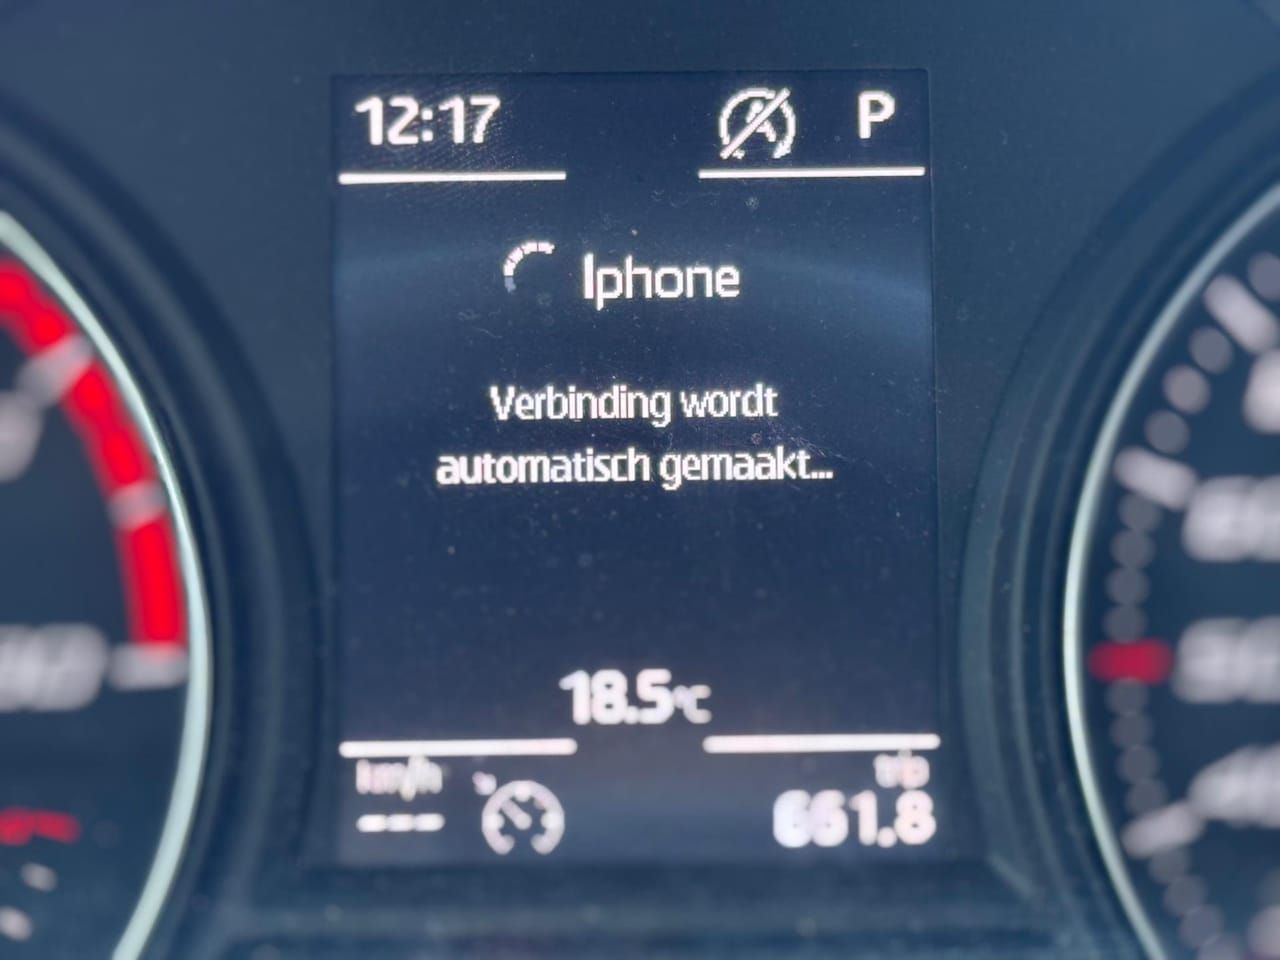 12:17
P
Iphone
Verbinding wordt
automatisch gemaakt...
18.5°C
km/h
trip
---
661.8